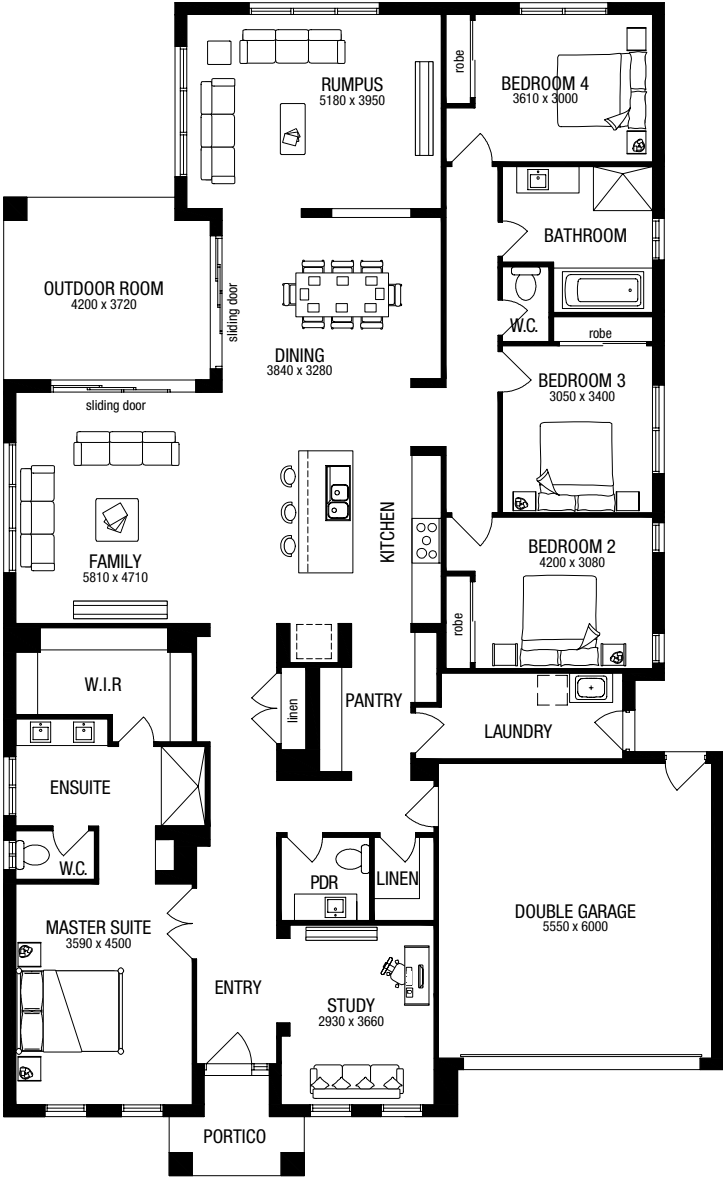 robe
RUMPUS
5180 x 3950
BEDROOM 4
3610 x 3000
BATHROOM
OUTDOOR ROOM
4200 x 3720
sliding door
W.C.
robe
DINING
3840 x 3280
BEDROOM 3
3050 x 3400
sliding door
KITCHEN
FAMILY
5810 x 4710
BEDROOM 2
4200 x 3080
robe
W.I.R
linen
PANTRY
LAUNDRY
ENSUITE
W.C.
PDR
LINEN
MASTER SUITE
3590 x 4500
DOUBLE GARAGE
5550 x 6000
ENTRY
STUDY
2930 x 3660
PORTICO